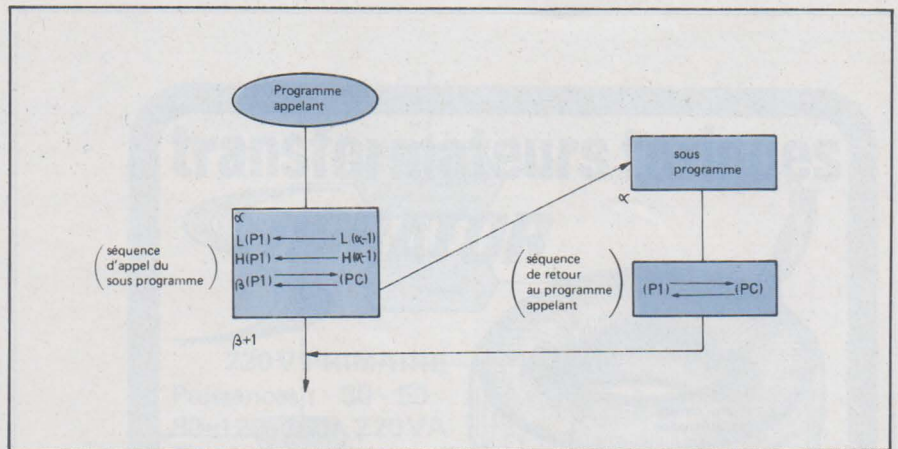 Programme
appelant
α
L(P1) ← L(α-1)
H(P1) ← H(α-1)
β(P1) ⇄ (PC)
(séquence
d'appel du
sous programme)
β+1
sous
programme
α
(séquence
de retour
au programme
appelant)
(P1) ⇄ (PC)